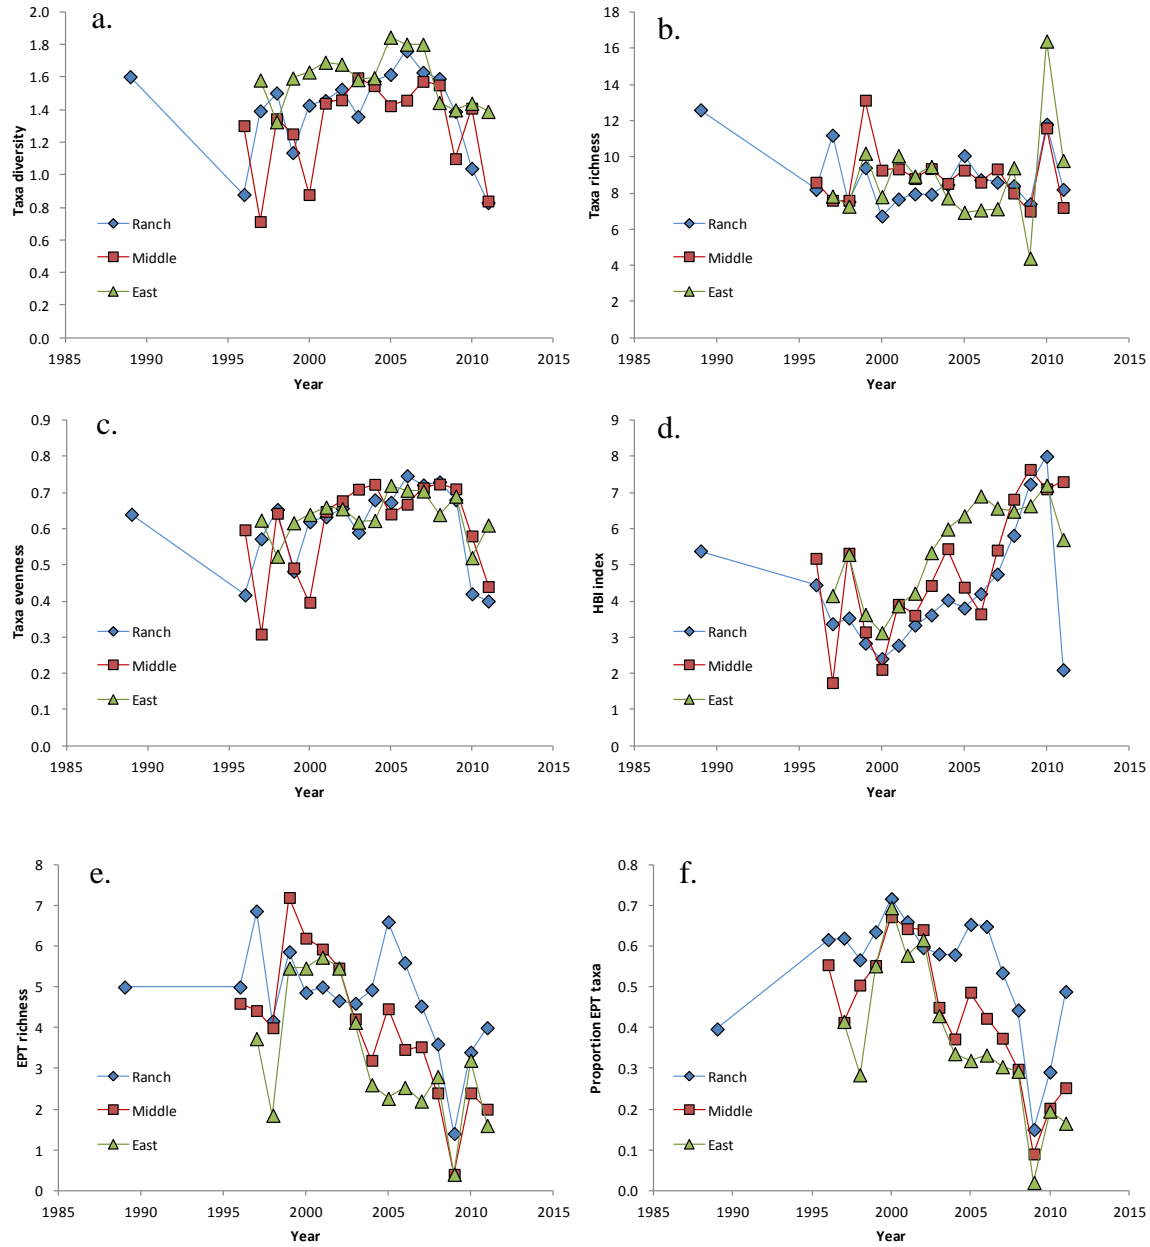 a.
Taxa diversity
2.0
1.8
1.6
1.4
1.2
1.0
0.8
0.6
0.4
0.2
0.0
Ranch
Middle
East
1985 1990 1995 2000 2005 2010 2015
Year
b.
Taxa richness
18
16
14
12
10
8
6
4
2
0
Ranch
Middle
East
1985 1990 1995 2000 2005 2010 2015
Year
c.
Taxa evenness
0.9
0.8
0.7
0.6
0.5
0.4
0.3
0.2
0.1
0.0
Ranch
Middle
East
1985 1990 1995 2000 2005 2010 2015
Year
d.
HBI index
9
8
7
6
5
4
3
2
1
0
Ranch
Middle
East
1985 1990 1995 2000 2005 2010 2015
Year
e.
EPT richness
8
7
6
5
4
3
2
1
0
Ranch
Middle
East
1985 1990 1995 2000 2005 2010 2015
Year
f.
Proportion EPT taxa
0.8
0.7
0.6
0.5
0.4
0.3
0.2
0.1
0.0
Ranch
Middle
East
1985 1990 1995 2000 2005 2010 2015
Year